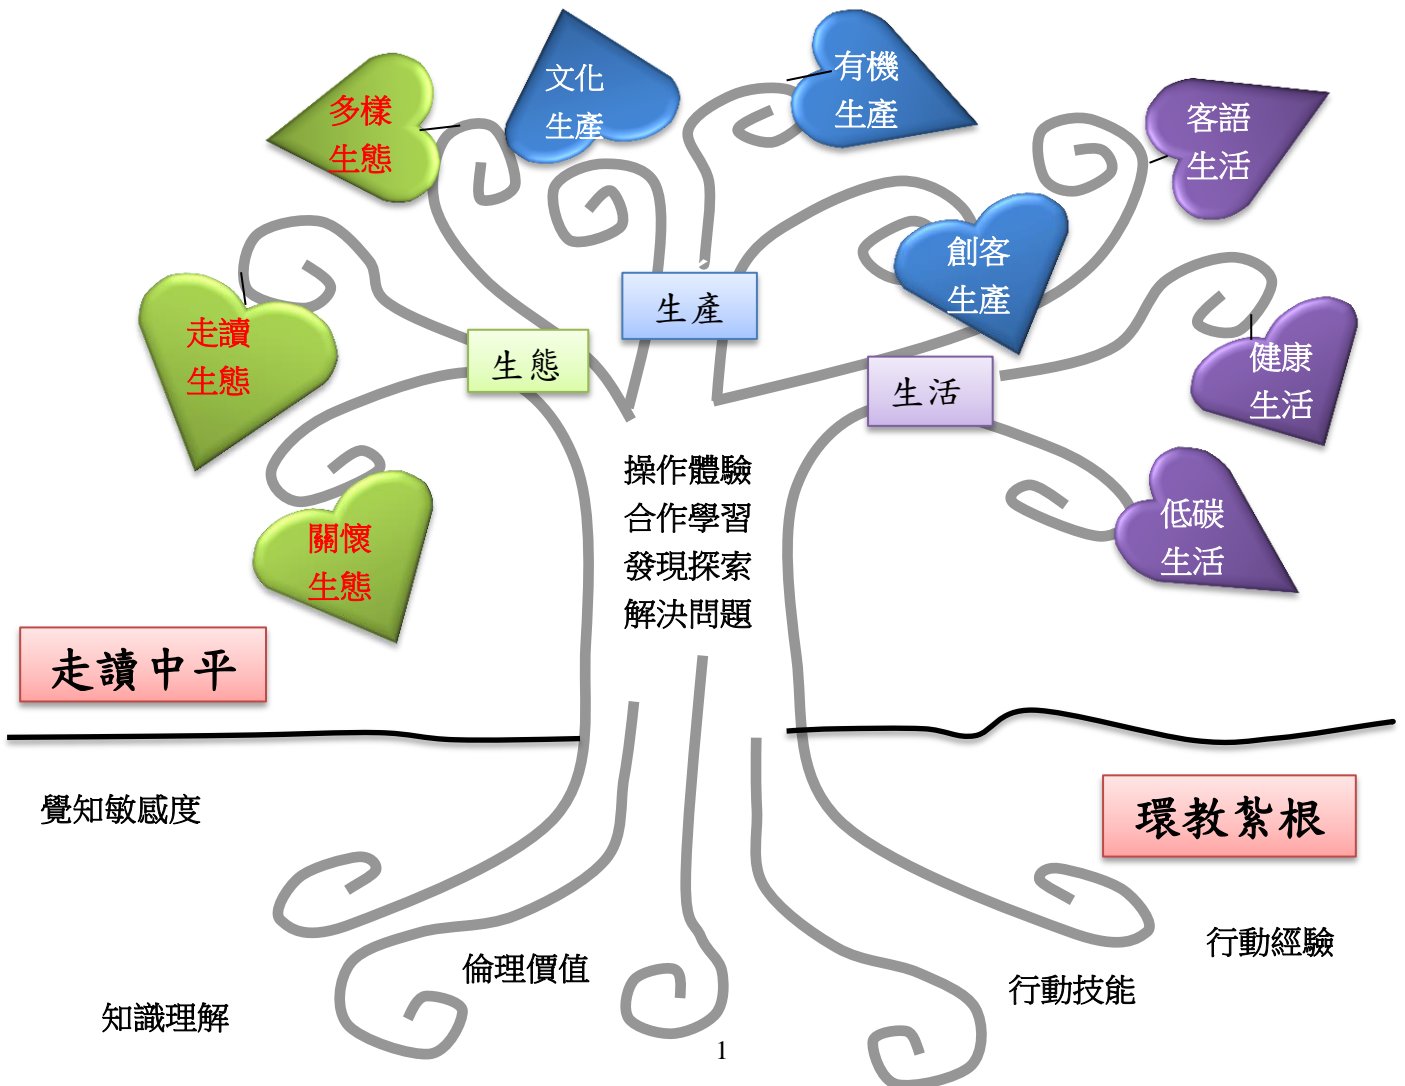 多樣
生態
文化
生產
有機
生產
客語
生活
走讀
生態
創客
生產
健康
生活
關懷
生態
低碳
生活
生產
生態
生活
操作體驗
合作學習
發現探索
解決問題
走讀中平
環教紮根
覺知敏感度
知識理解
倫理價值
行動技能
行動經驗
1